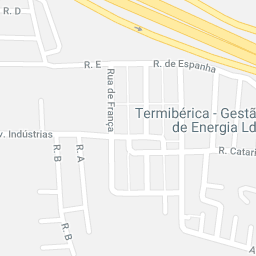 R. D
R. E
R. de Espanha
Rua de França
Termibérica - Gestã
de Energia Ld
v. Indústrias
R. B
R. A
R. Catari
R. B
A